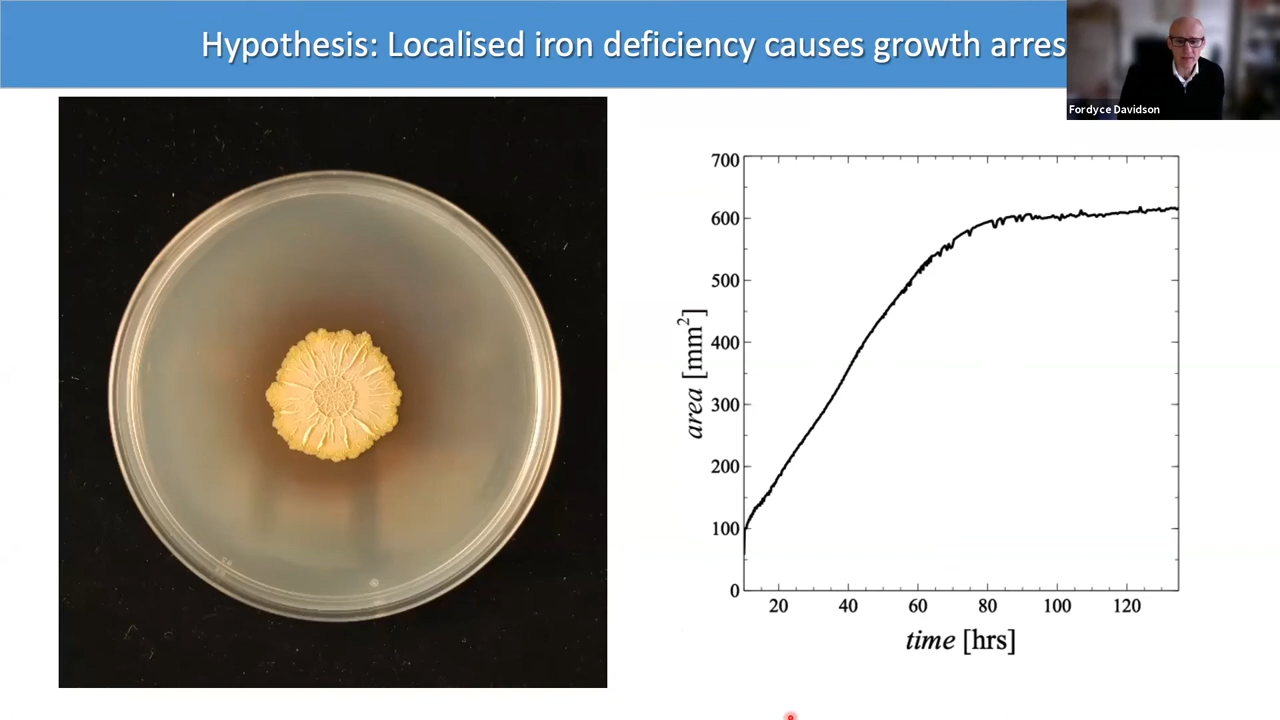 Hypothesis: Localised iron deficiency causes growth arres
Fordyce Davidson
700
600
500
400
300
200
100
0
area [mm2]
20 40 60 80 100 120
time [hrs]